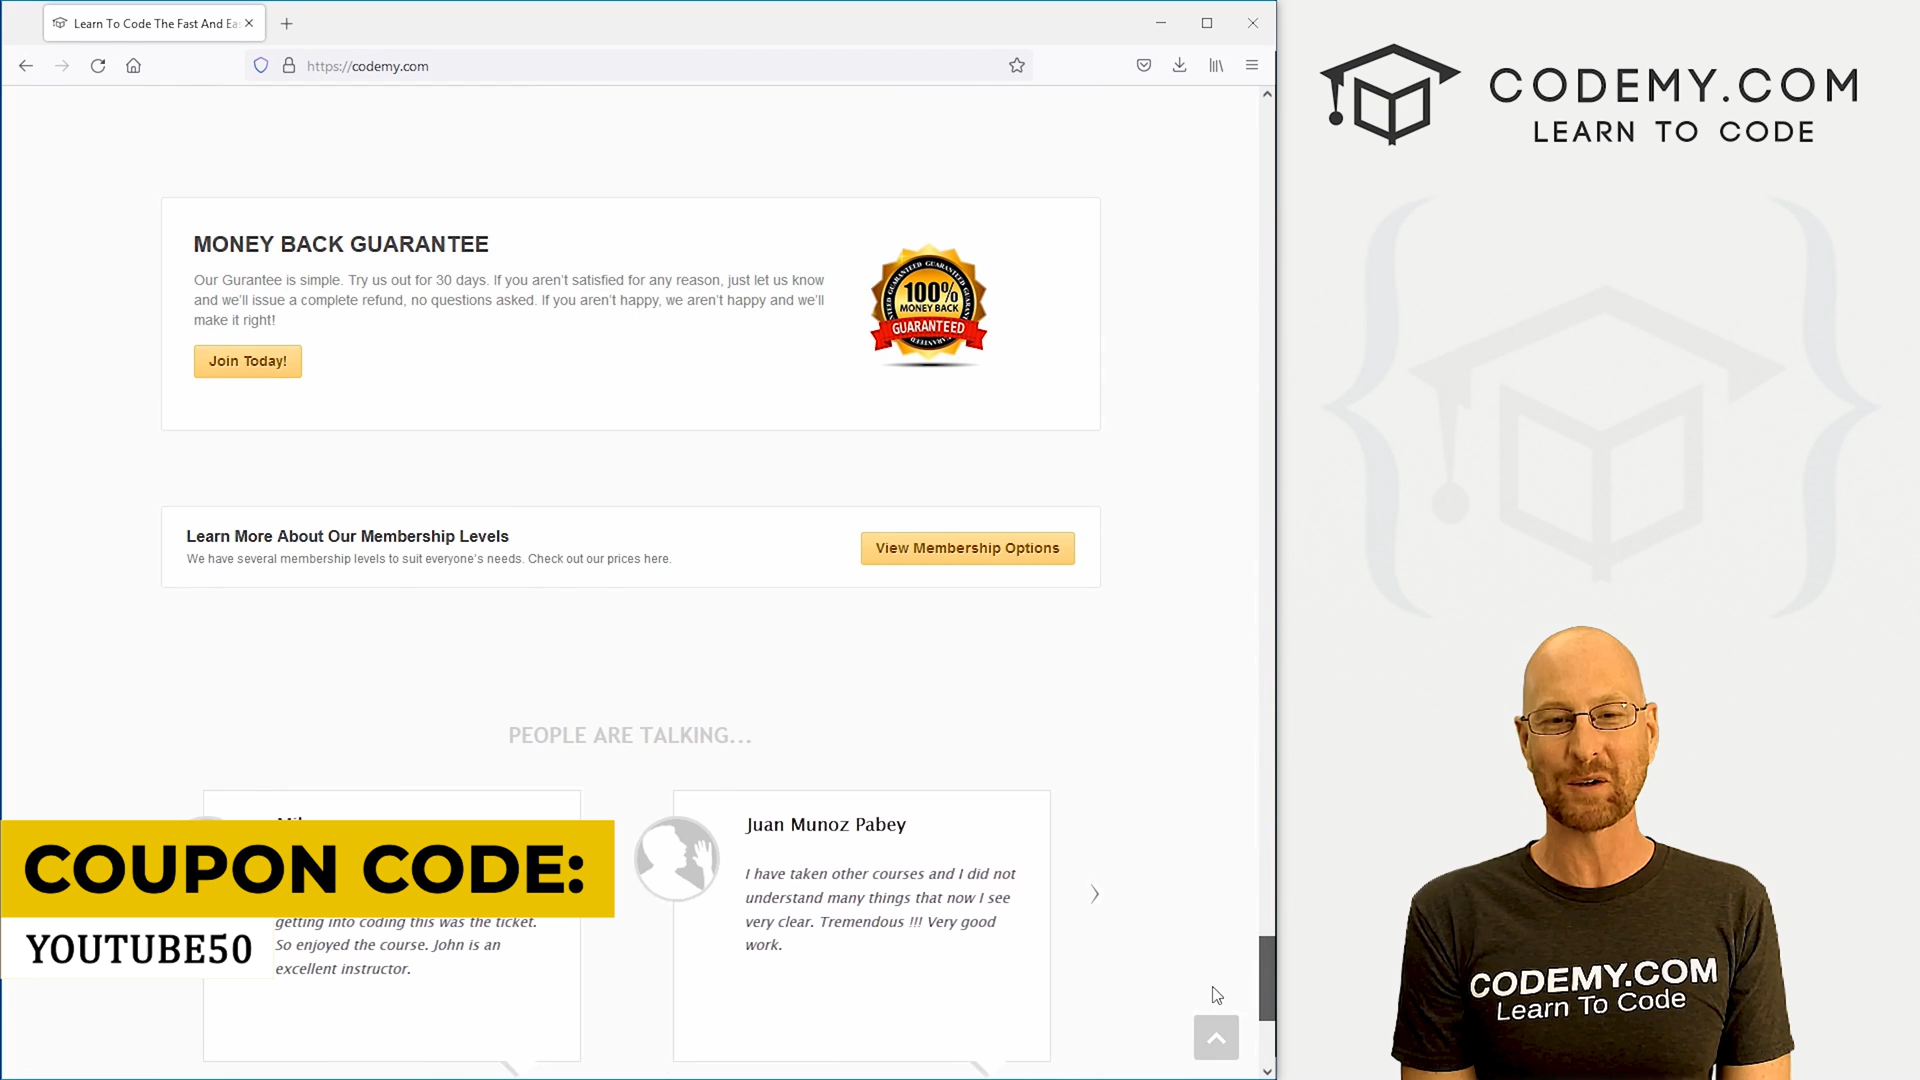 Learn To Code The Fast And Eas
https://codemy.com
CODEMY.COM
LEARN TO CODE
MONEY BACK GUARANTEE
Our Gurantee is simple. Try us out for 30 days. If you aren't satisfied for any reason, just let us know
and we'll issue a complete refund, no questions asked. If you aren't happy, we aren't happy and we'll
make it right!
Join Today!
100%
MONEY BACK
GUARANTEED
Learn More About Our Membership Levels
We have several membership levels to suit everyone's needs. Check out our prices here.
View Membership Options
PEOPLE ARE TALKING...
COUPON CODE:
YOUTUBE50
getting into coding this was the ticket.
So enjoyed the course. John is an
excellent instructor.
Juan Munoz Pabey
I have taken other courses and I did not
understand many things that now I see
very clear. Tremendous !!! Very good
work.
CODEMY.COM
Learn To Code